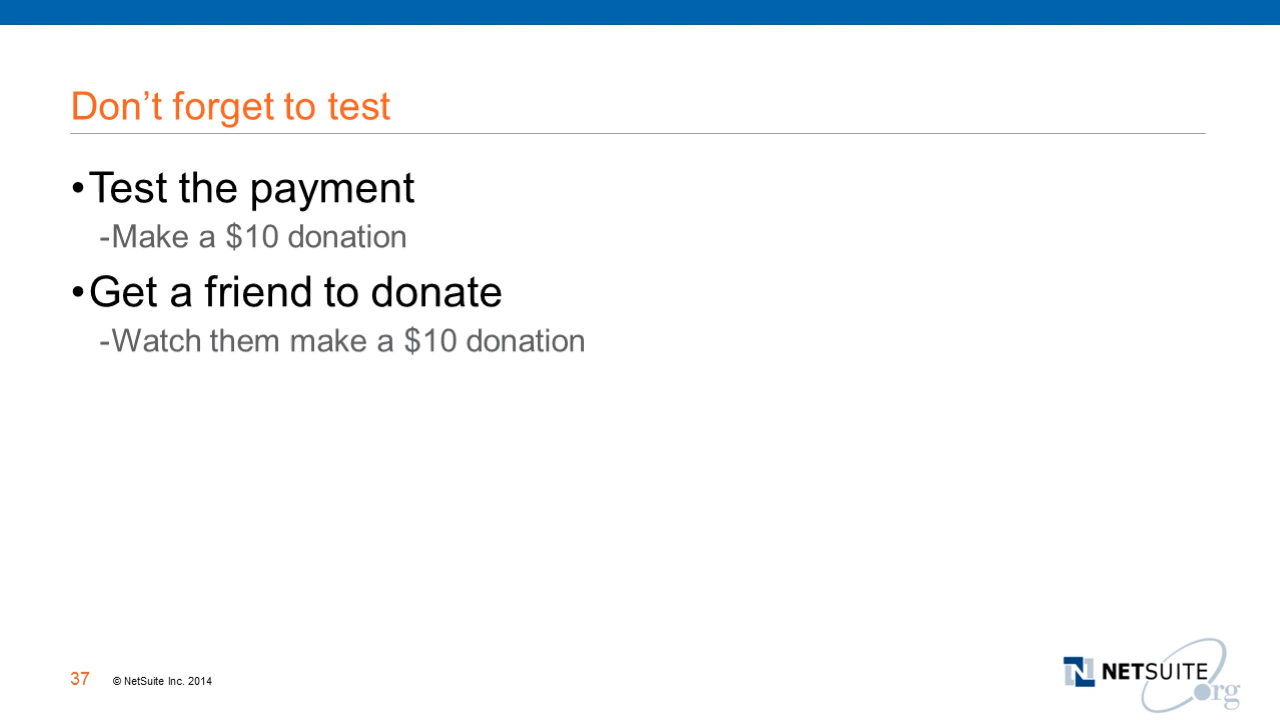 Don’t forget to test
•Test the payment
-Make a $10 donation
•Get a friend to donate
-Watch them make a $10 donation
37 © NetSuite Inc. 2014
NETSUITE
.org